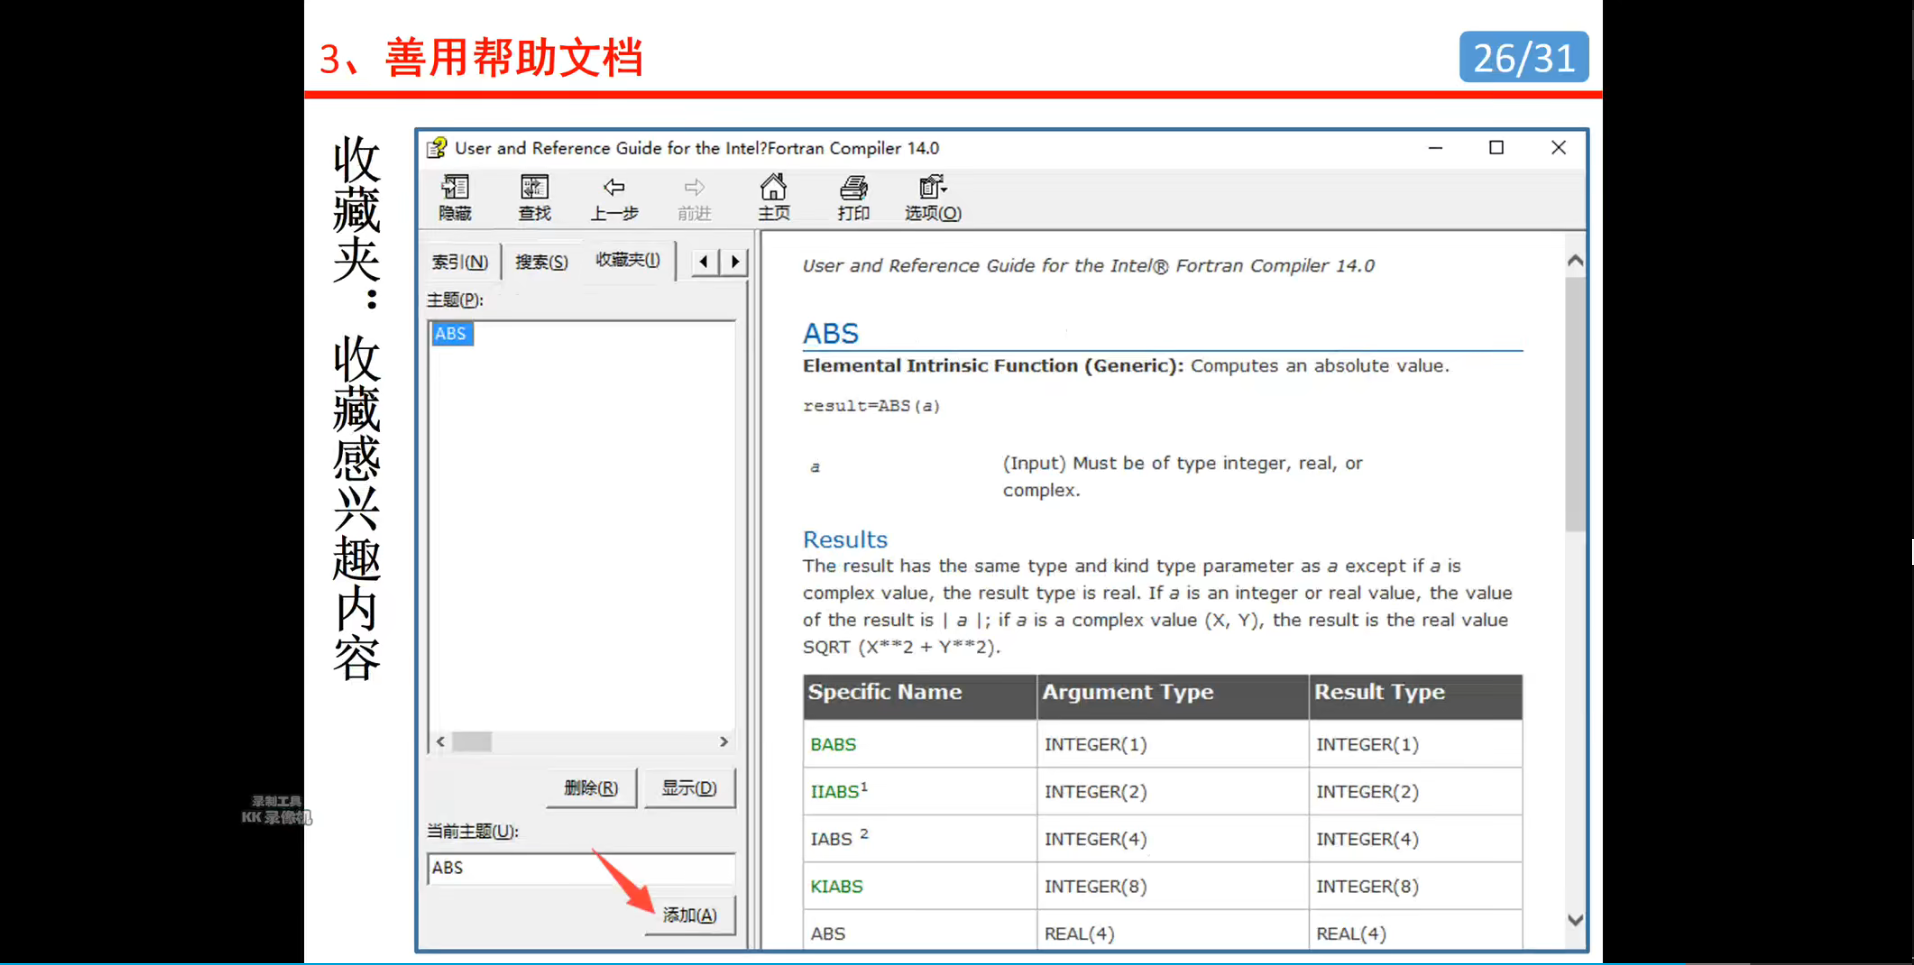 3、善用帮助文档
26/31
收藏夹：收藏感兴趣内容
User and Reference Guide for the Intel?Fortran Compiler 14.0
隐藏 查找 上一步 前进 主页 打印 选项(O)
索引(N) 搜索(S) 收藏夹(I)
主题(P):
ABS
删除(R) 显示(D)
当前主题(U):
ABS
添加(A)
User and Reference Guide for the Intel® Fortran Compiler 14.0
ABS
Elemental Intrinsic Function (Generic): Computes an absolute value.
result=ABS(a)
a (Input) Must be of type integer, real, or
complex.
Results
The result has the same type and kind type parameter as a except if a is
complex value, the result type is real. If a is an integer or real value, the value
of the result is | a |; if a is a complex value (X, Y), the result is the real value
SQRT (X**2 + Y**2).
Specific Name Argument Type Result Type
BABS INTEGER(1) INTEGER(1)
IIABS1 INTEGER(2) INTEGER(2)
IABS 2 INTEGER(4) INTEGER(4)
KIABS INTEGER(8) INTEGER(8)
ABS REAL(4) REAL(4)
录制工具
KK 录像机